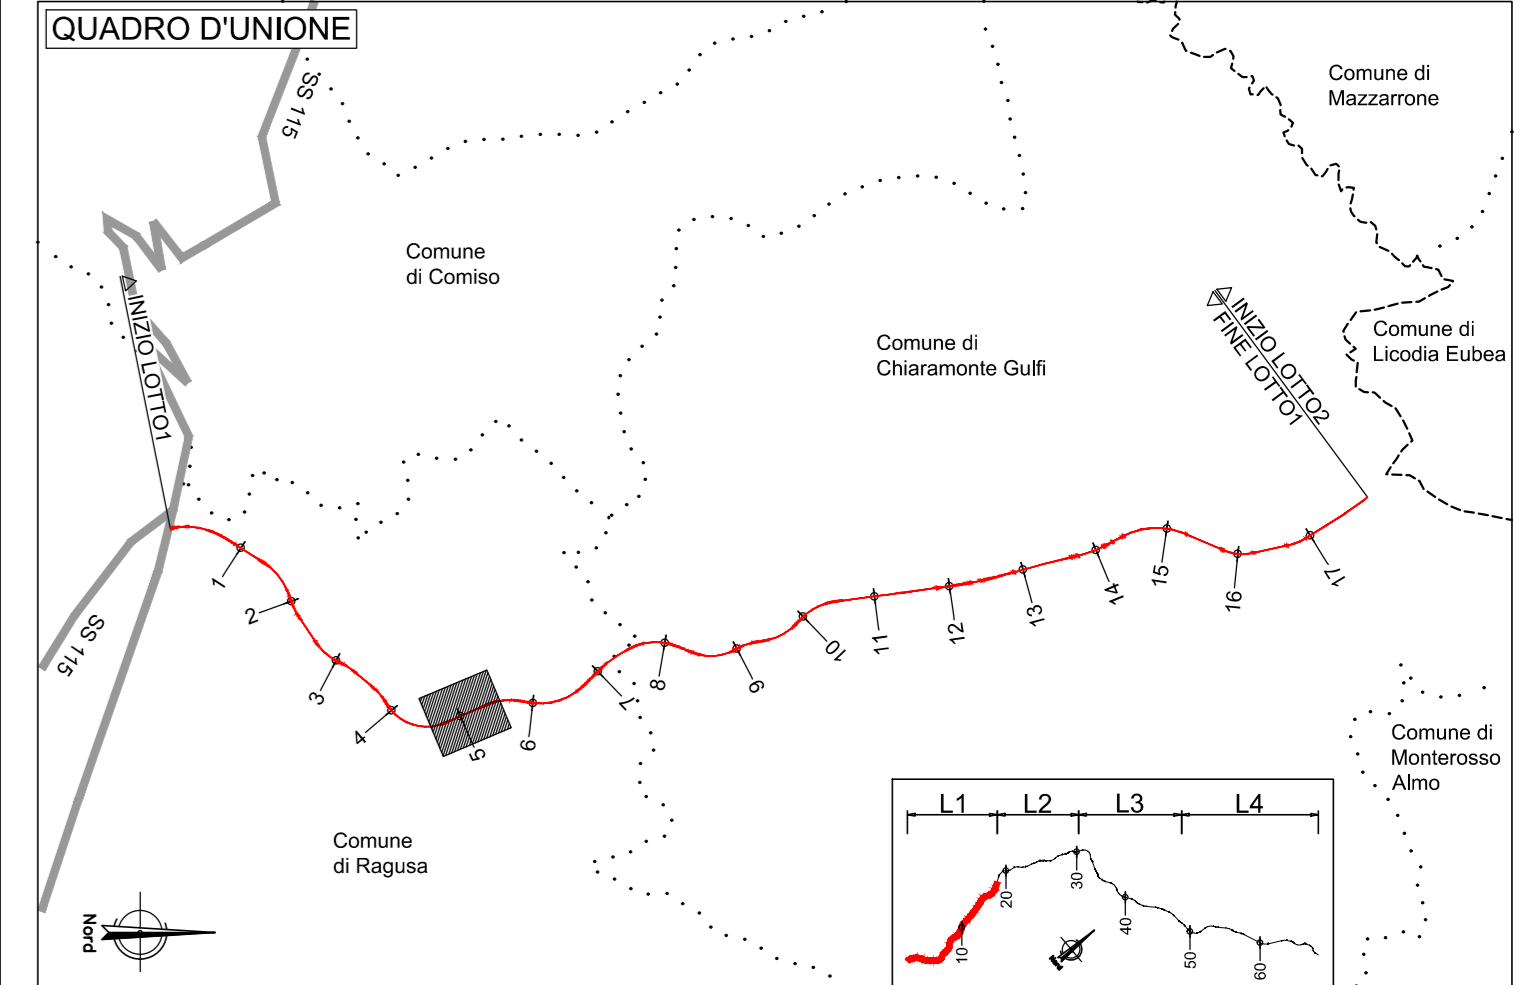 QUADRO D'UNIONE
SS 115
Comune di
Mazzarrone
Comune
di Comiso
INIZIO LOTTO1
Comune di
Chiaramonte Gulfi
INIZIO LOTTO2
FINE LOTTO1
Comune di
Licodia Eubea
SS 115
1
2
3
4
5
6
7
8
9
10
11
12
13
14
15
16
17
Comune di
Monterosso
Almo
Comune
di Ragusa
Nord
L1 L2 L3 L4
10
20
30
40
50
60